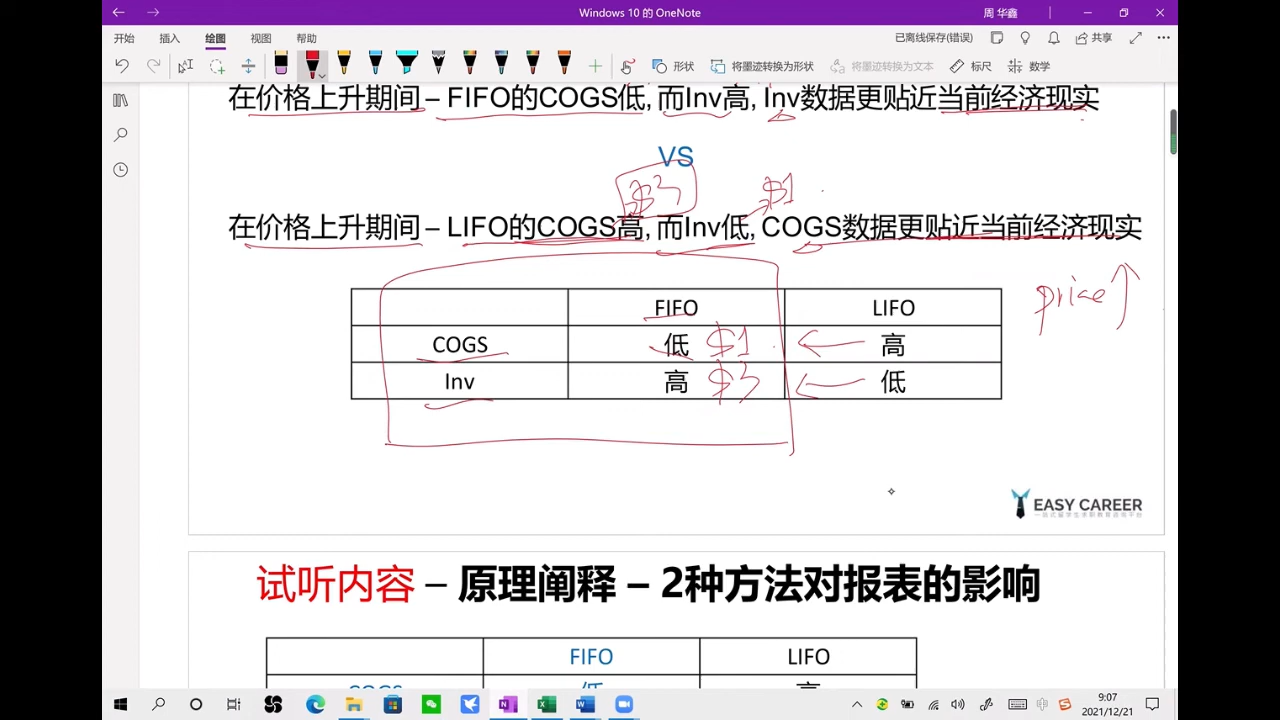 Windows 10 的 OneNote
周 华鑫
开始 插入 绘图 视图 帮助
已离线保存(错误) 共享
形状 将墨迹转换为形状 将墨迹转换为文本 标尺 数学
在价格上升期间 – FIFO的COGS低, 而Inv高, Inv数据更贴近当前经济现实
VS
$3 $1
在价格上升期间 – LIFO的COGS高, 而Inv低, COGS数据更贴近当前经济现实
price↑
FIFO LIFO
COGS 低 $1 高
Inv 高 $3 低
EASY CAREER
试听内容 – 原理阐释 – 2种方法对报表的影响
FIFO LIFO
COGS 低 高
9:07
2021/12/21
中